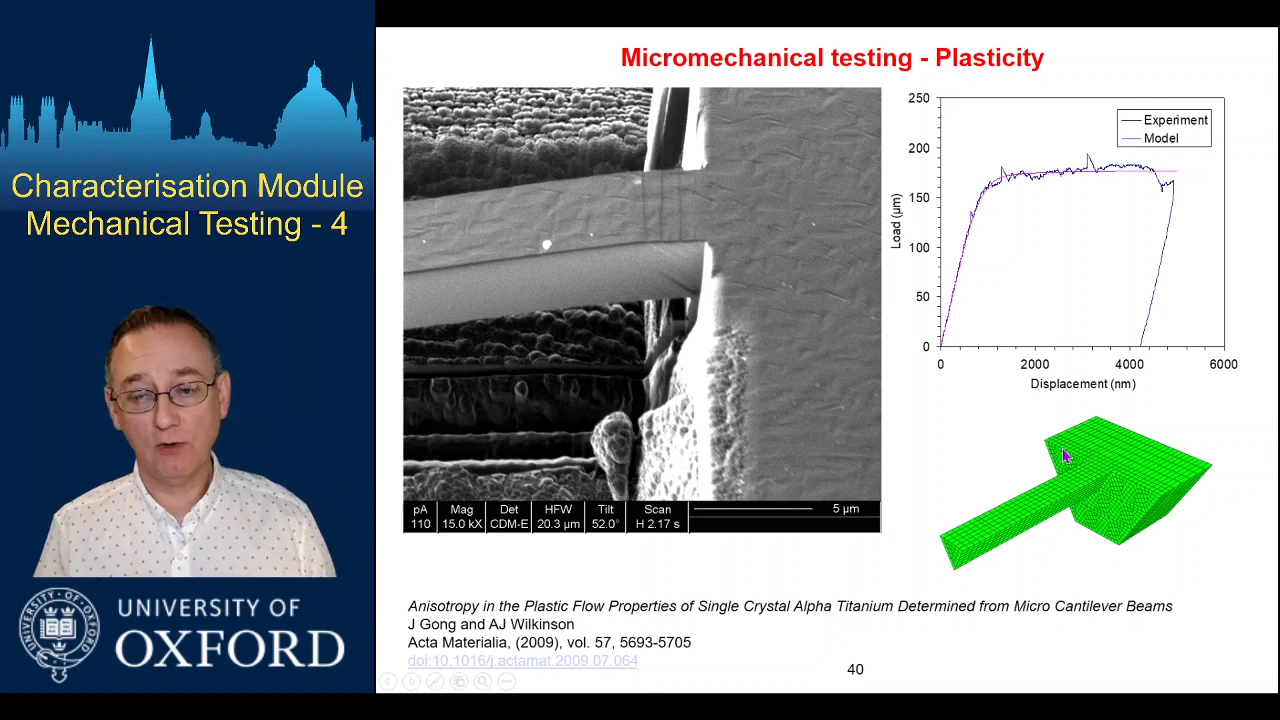 Characterisation Module
Mechanical Testing - 4
UNIVERSITY OF
OXFORD
Micromechanical testing - Plasticity
pA
110
Mag
15.0 kX
Det
CDM-E
HFW
20.3 µm
Tilt
52.0°
Scan
H 2.17 s
5 µm
Experiment
Model
Load (µm)
250
200
150
100
50
0
0 2000 4000 6000
Displacement (nm)
Anisotropy in the Plastic Flow Properties of Single Crystal Alpha Titanium Determined from Micro Cantilever Beams
J Gong and AJ Wilkinson
Acta Materialia, (2009), vol. 57, 5693-5705
doi:10.1016/j.actamat.2009.07.064
40